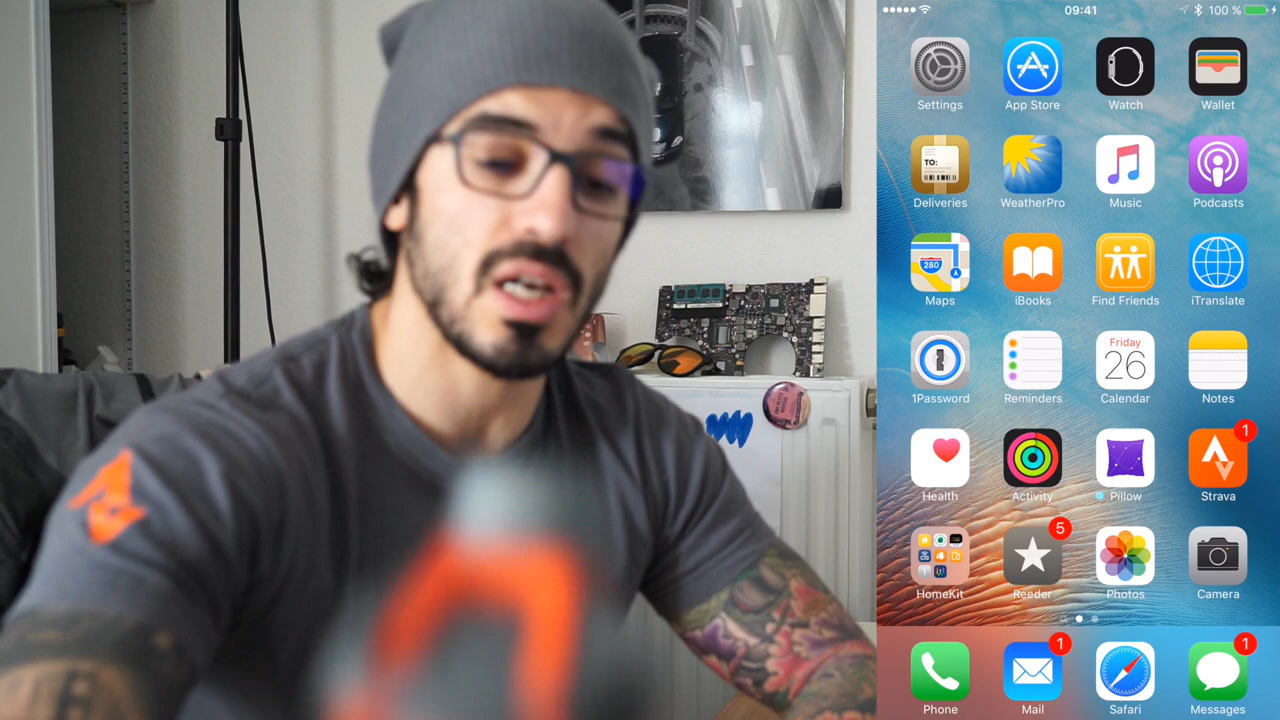 09:41
100 %
Settings
App Store
Watch
Wallet
TO:
Deliveries
WeatherPro
Music
Podcasts
280
Maps
iBooks
Find Friends
iTranslate
Friday
26
1Password
Reminders
Calendar
Notes
1
Health
Activity
Pillow
Strava
5
HomeKit
Reeder
Photos
Camera
1
1
Phone
Mail
Safari
Messages